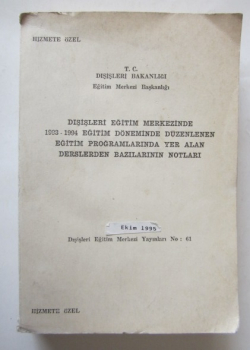 HİZMETE ÖZEL
T. C.
DIŞİŞLERİ BAKANLIĞI
Eğitim Merkezi Başkanlığı
DIŞİŞLERİ EĞİTİM MERKEZİNDE
1993-1994 EĞİTİM DÖNEMİNDE DÜZENLENEN
EĞİTİM PROGRAMLARINDA YER ALAN
DERSLERDEN BAZILARININ NOTLARI
Ekim 1995
Dışişleri Eğitim Merkezi Yayınları No : 61
HİZMETE ÖZEL